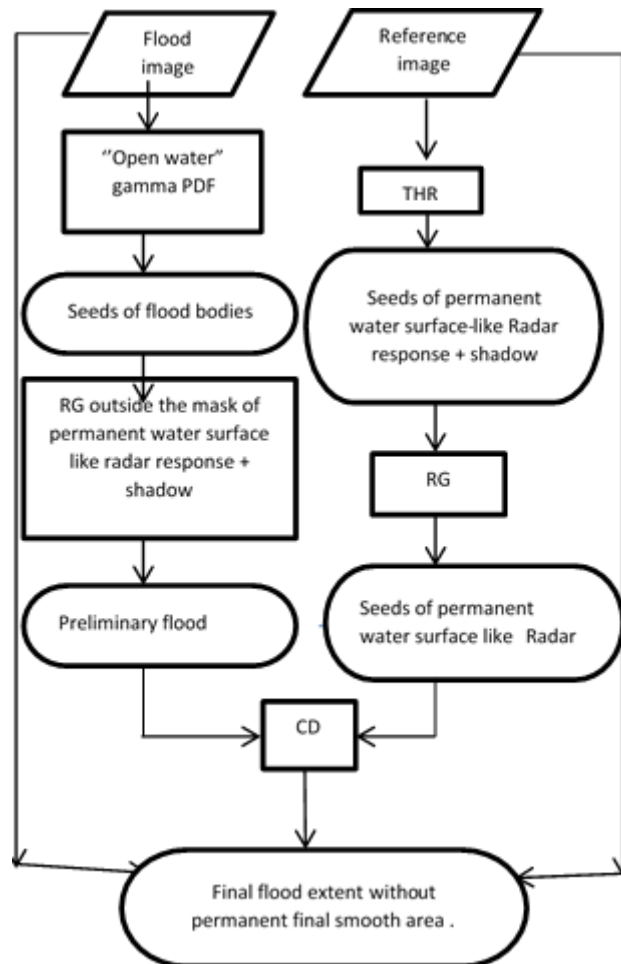 Flood
image
Reference
image
‘‘Open water”
gamma PDF
THR
Seeds of flood bodies
Seeds of permanent
water surface-like Radar
response + shadow
RG outside the mask of
permanent water surface
like radar response +
shadow
RG
Preliminary flood
Seeds of permanent
water surface like Radar
CD
Final flood extent without
permanent final smooth area .